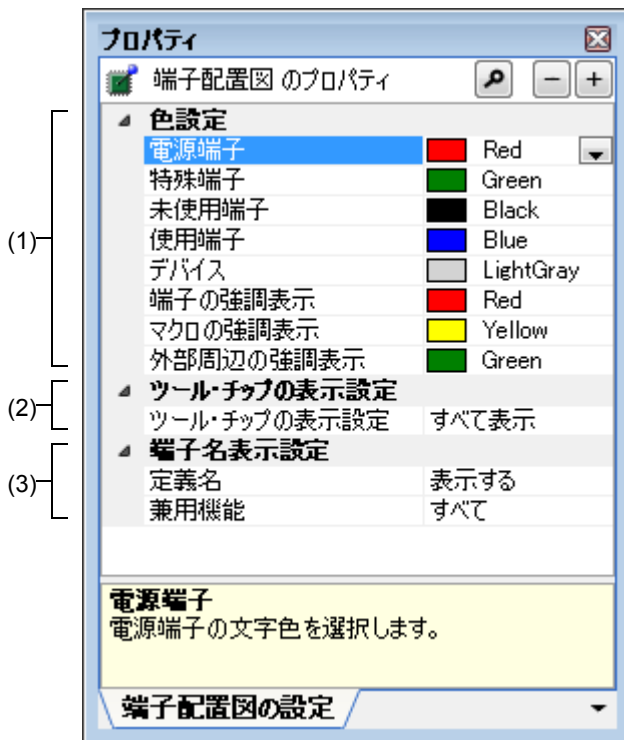 プロパティ
端子配置図 のプロパティ
(1)
色設定
電源端子 Red
特殊端子 Green
未使用端子 Black
使用端子 Blue
デバイス LightGray
端子の強調表示 Red
マクロの強調表示 Yellow
外部周辺の強調表示 Green
(2)
ツール・チップの表示設定
ツール・チップの表示設定 すべて表示
(3)
端子名表示設定
定義名 表示する
兼用機能 すべて
電源端子
電源端子の文字色を選択します。
端子配置図の設定